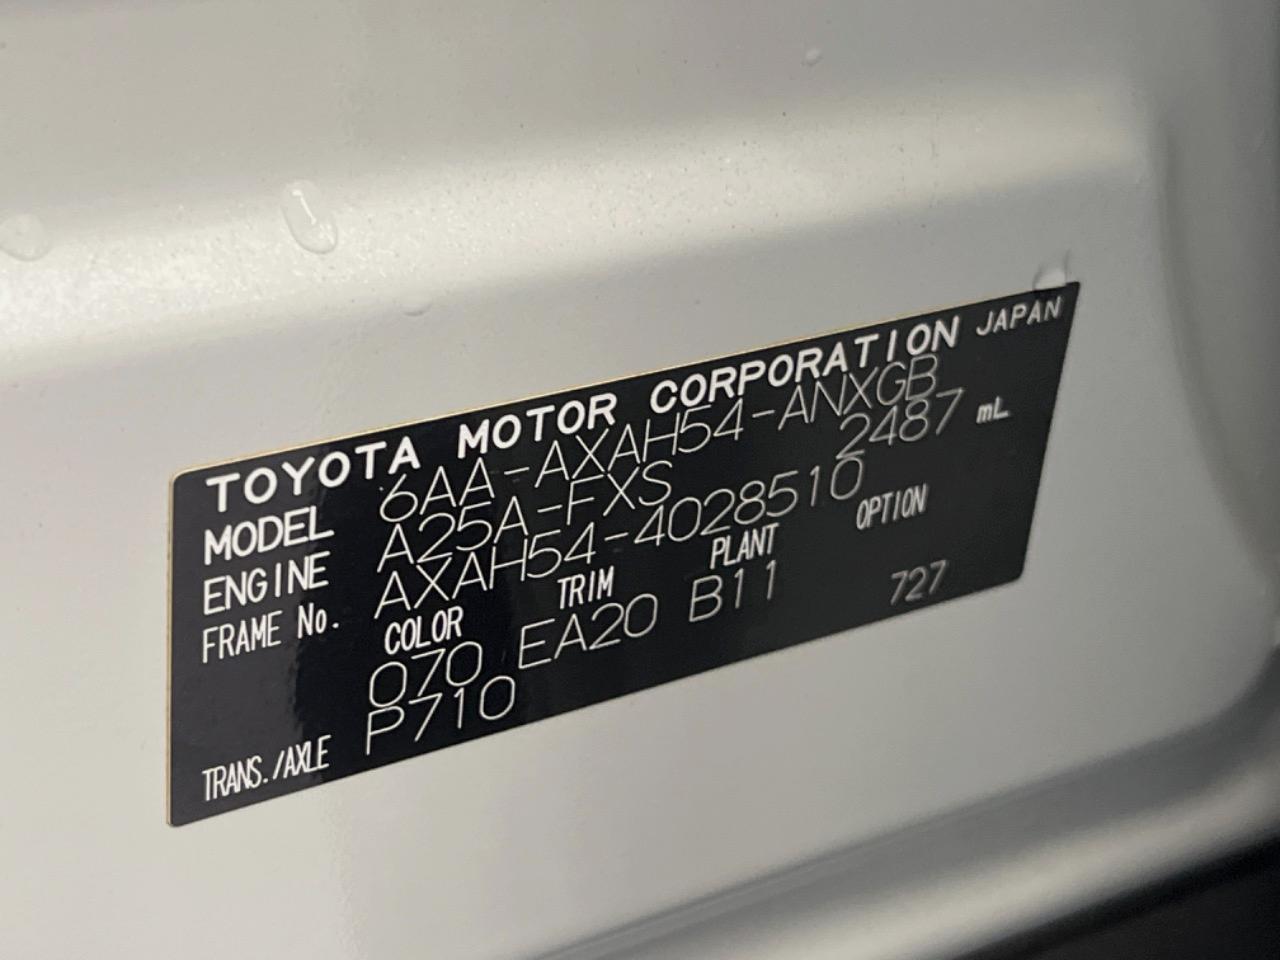 TOYOTA MOTOR CORPORATION JAPAN
MODEL 6AA-AXAH54-ANXGB
ENGINE A25A-FXS 2487 mL
FRAME No. AXAH54-4028510
COLOR TRIM PLANT OPTION
070 EA20 B11 727
TRANS./AXLE P710